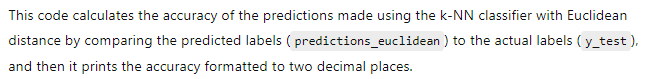 This code calculates the accuracy of the predictions made using the k-NN classifier with Euclidean
distance by comparing the predicted labels ( predictions_euclidean ) to the actual labels ( y_test ),
and then it prints the accuracy formatted to two decimal places.